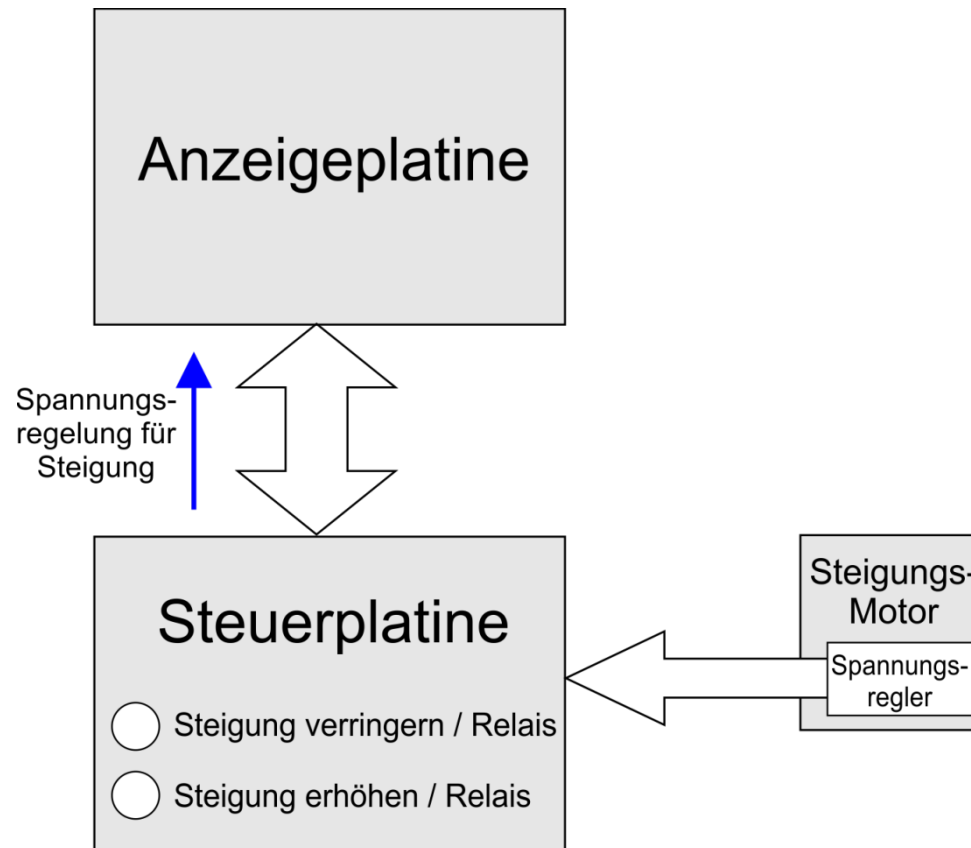 Anzeigeplatine
Spannungs-
regelung für
Steigung
Steuerplatine
Steigung verringern / Relais
Steigung erhöhen / Relais
Steigungs-
Motor
Spannungs-
regler